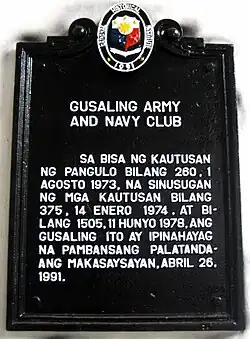 1991
GUSALING ARMY
AND NAVY CLUB
SA BISA NG KAUTUSAN
NG PANGULO BILANG 260, 1
AGOSTO 1973, NA SINUSUGAN
NG MGA KAUTUSAN BILANG
375, 14 ENERO 1974, AT BI-
LANG 1505, 11 HUNYO 1978, ANG
GUSALING ITO AY IPINAHAYAG
NA PAMBANSANG PALATANDA-
ANG MAKASAYSAYAN, ABRIL 26,
1991.